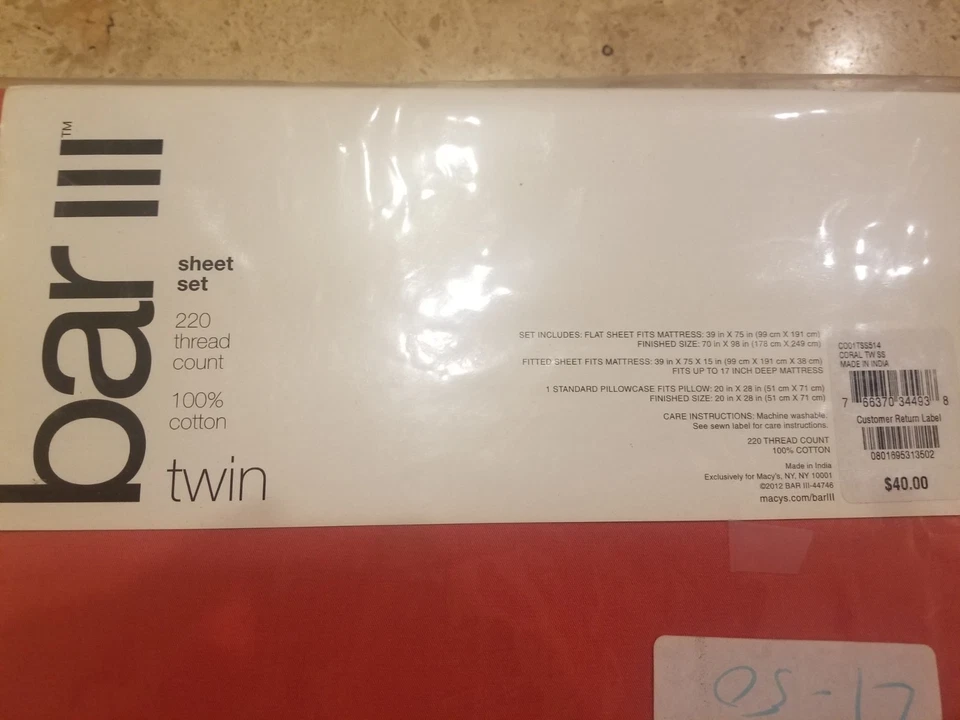 bar III™
sheet
set
220
thread
count
100%
cotton
twin
SET INCLUDES: FLAT SHEET FITS MATTRESS: 39 in X 75 in (99 cm X 191 cm)
FINISHED SIZE: 70 in X 98 in (178 cm X 249 cm)
FITTED SHEET FITS MATTRESS: 39 in X 75 X 15 in (99 cm X 191 cm X 38 cm)
FITS UP TO 17 INCH DEEP MATTRESS
1 STANDARD PILLOWCASE FITS PILLOW: 20 in X 28 in (51 cm X 71 cm)
FINISHED SIZE: 20 in X 28 in (51 cm X 71 cm)
CARE INSTRUCTIONS: Machine washable.
See sewn label for care instructions.
220 THREAD COUNT
100% COTTON
Made in India
Exclusively for Macy's, NY, NY 10001
©2012 BAR III-44746
macys.com/barIII
CO01TSS514
CORAL TW SS
MADE IN INDIA
7 66370 34493 8
Customer Return Label
0801695313502
$40.00